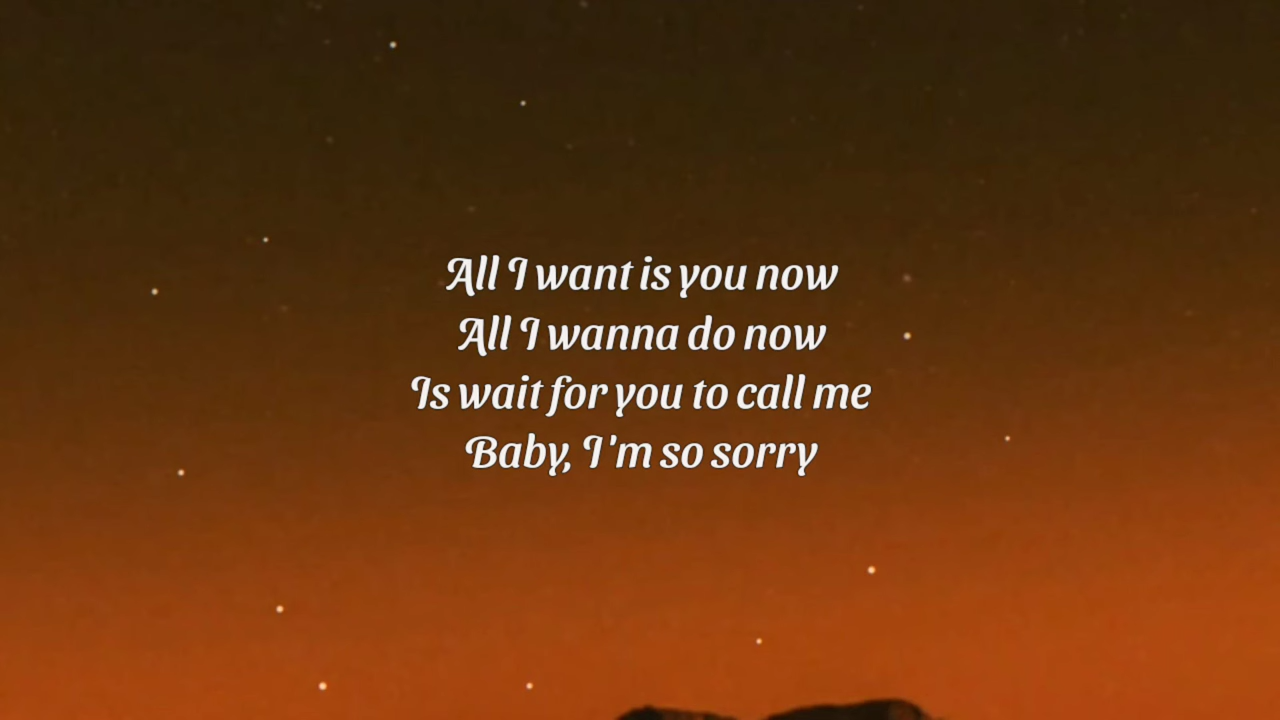 All I want is you now
All I wanna do now
Is wait for you to call me
Baby, I'm so sorry